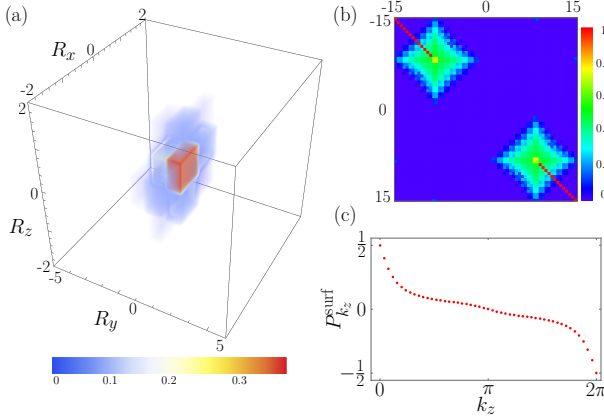 (a)
2
R_x
0
-2
2
0
R_z
-2
-5
0
R_y
5
0 0.1 0.2 0.3
(b)
-15 0 15
-15
0
15
1
0
(c)
1/2
P^surf_{k_z}
0
-1/2
0 π 2π
k_z